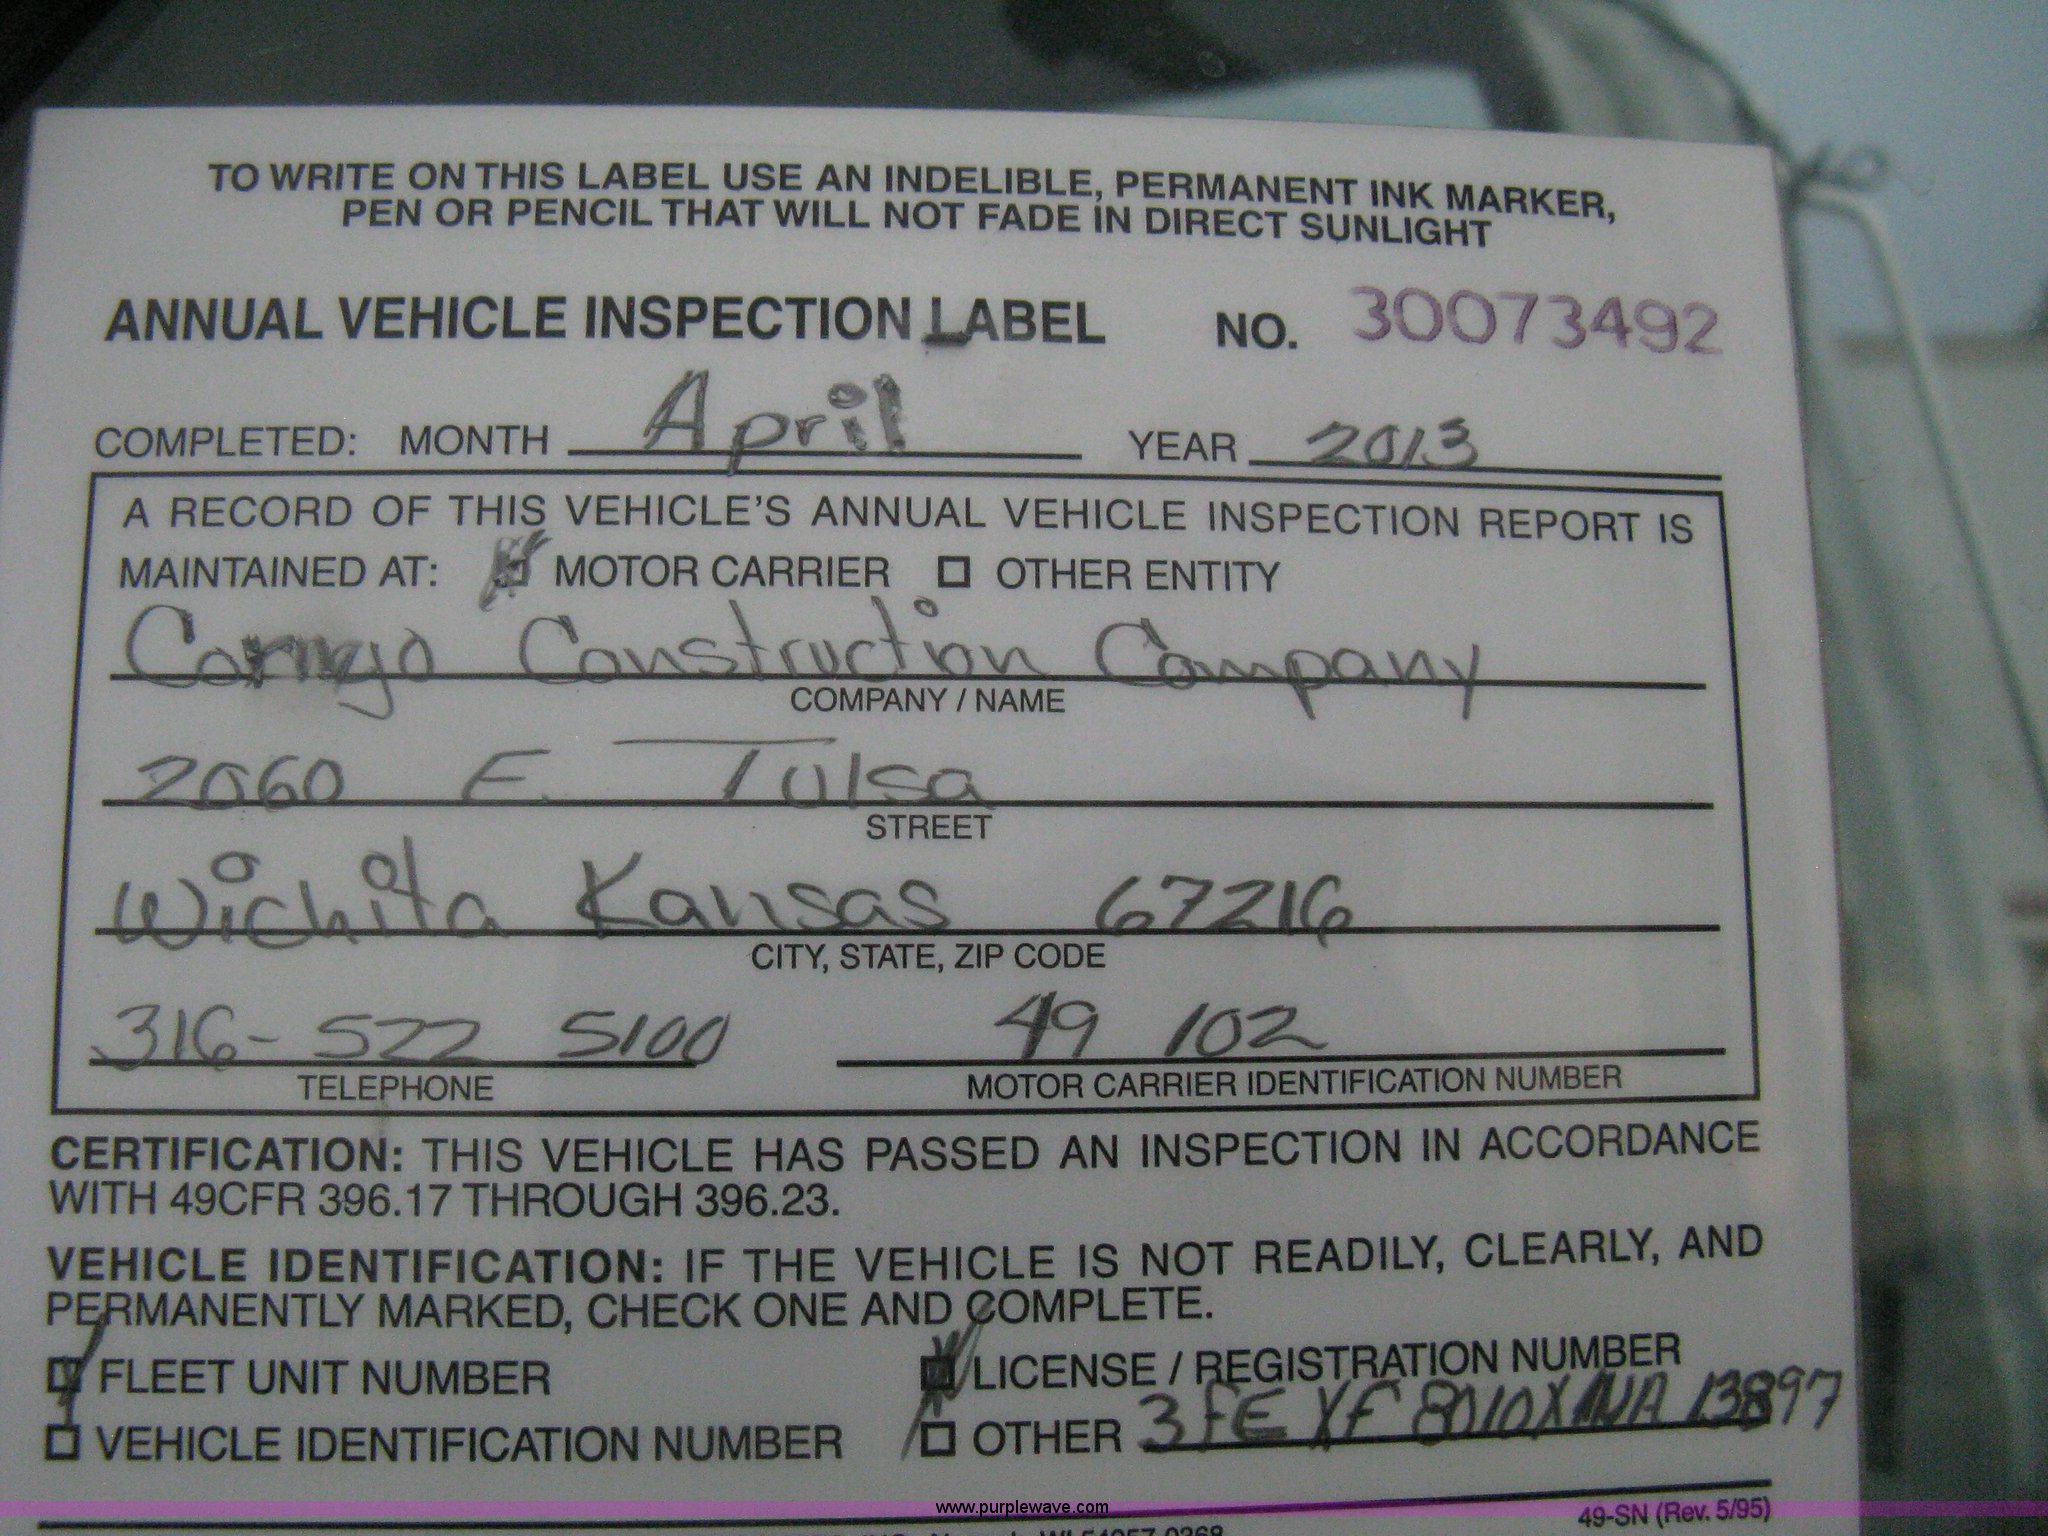 TO WRITE ON THIS LABEL USE AN INDELIBLE, PERMANENT INK MARKER,
PEN OR PENCIL THAT WILL NOT FADE IN DIRECT SUNLIGHT
ANNUAL VEHICLE INSPECTION LABEL NO. 30073492
COMPLETED: MONTH April YEAR 2013
A RECORD OF THIS VEHICLE'S ANNUAL VEHICLE INSPECTION REPORT IS
MAINTAINED AT: MOTOR CARRIER OTHER ENTITY
Construction Company
COMPANY / NAME
2060 E. Tulsa
STREET
Wichita Kansas 67216
CITY, STATE, ZIP CODE
316-522 5100 49 102
TELEPHONE MOTOR CARRIER IDENTIFICATION NUMBER
CERTIFICATION: THIS VEHICLE HAS PASSED AN INSPECTION IN ACCORDANCE
WITH 49CFR 396.17 THROUGH 396.23.
VEHICLE IDENTIFICATION: IF THE VEHICLE IS NOT READILY, CLEARLY, AND
PERMANENTLY MARKED, CHECK ONE AND COMPLETE.
FLEET UNIT NUMBER LICENSE / REGISTRATION NUMBER
VEHICLE IDENTIFICATION NUMBER OTHER
www.purplewave.com
49-SN (Rev. 5/95)